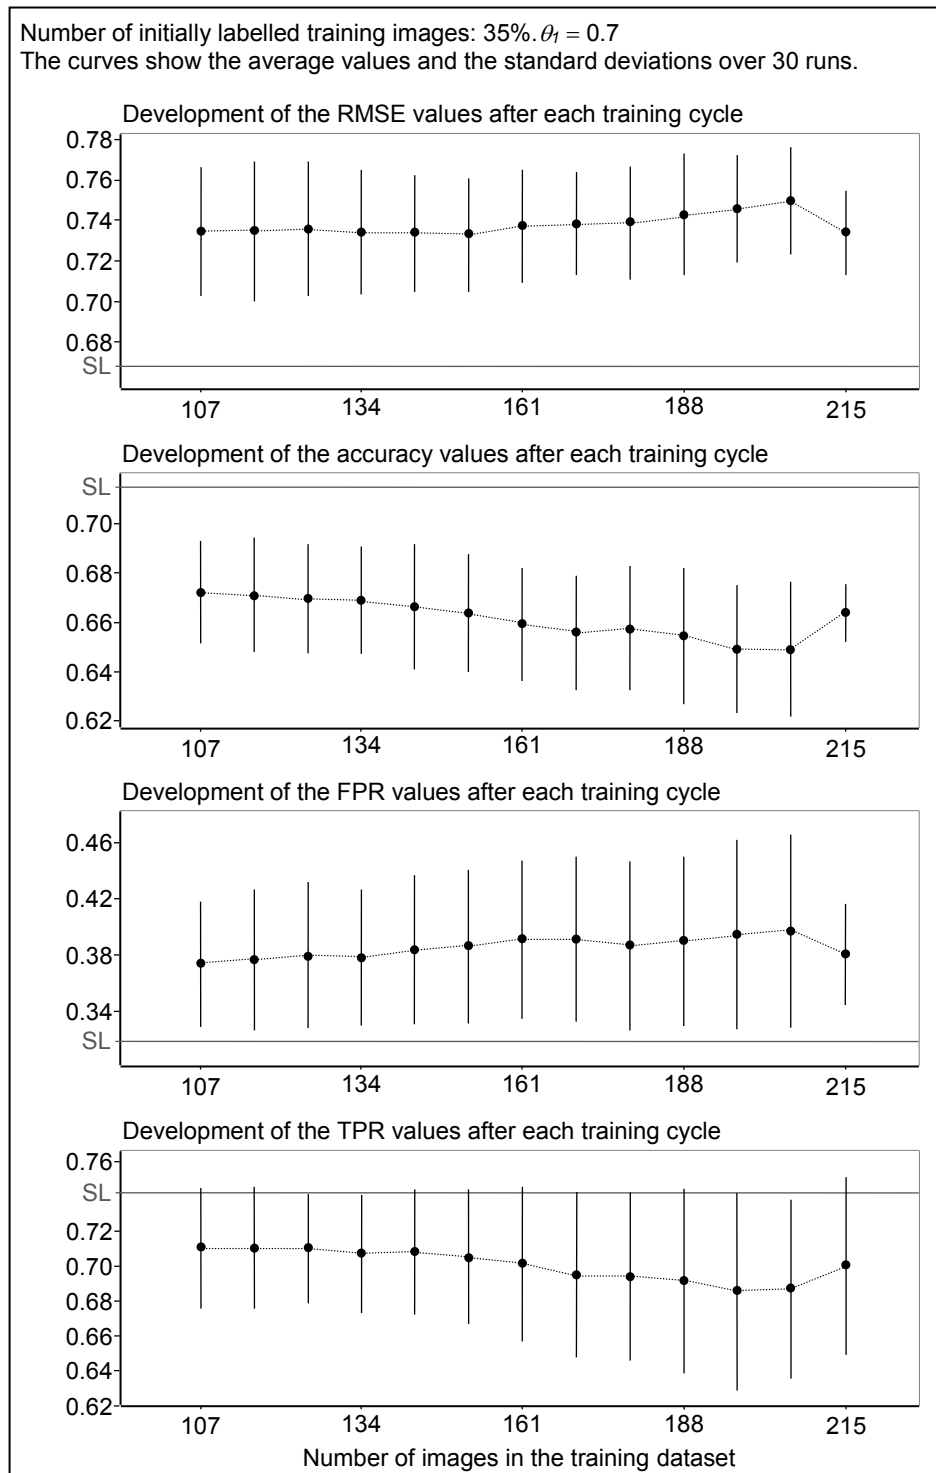 Number of initially labelled training images: 35%. θ₁ = 0.7
The curves show the average values and the standard deviations over 30 runs.
Development of the RMSE values after each training cycle
0.78
0.76
0.74
0.72
0.70
0.68
SL
107 134 161 188 215
Development of the accuracy values after each training cycle
SL
0.70
0.68
0.66
0.64
0.62
107 134 161 188 215
Development of the FPR values after each training cycle
0.46
0.42
0.38
0.34
SL
107 134 161 188 215
Development of the TPR values after each training cycle
0.76
SL
0.72
0.70
0.68
0.66
0.64
0.62
107 134 161 188 215
Number of images in the training dataset